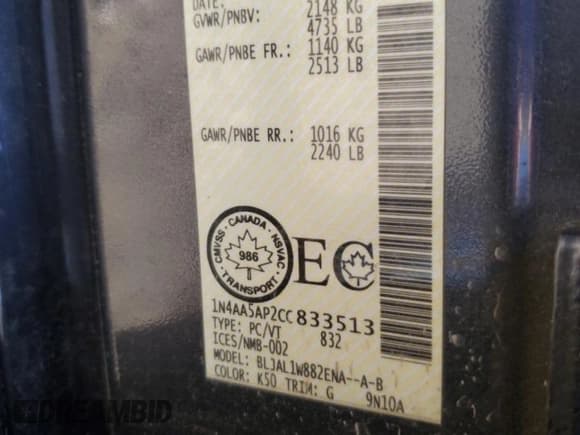 DATE:
GVWR/PNBV: 2148 KG
4735 LB
GAWR/PNBE FR.: 1140 KG
2513 LB
GAWR/PNBE RR.: 1016 KG
2240 LB
CMVSS · CANADA · NSVAC
986
TRANSPORT
EC
1N4AA5AP2CC833513
TYPE: PC/VT 832
ICES/NMB-002
MODEL: BLJAL1W882ENA--A-B
COLOR: K50 TRIM: G 9N10A
DREAMBID